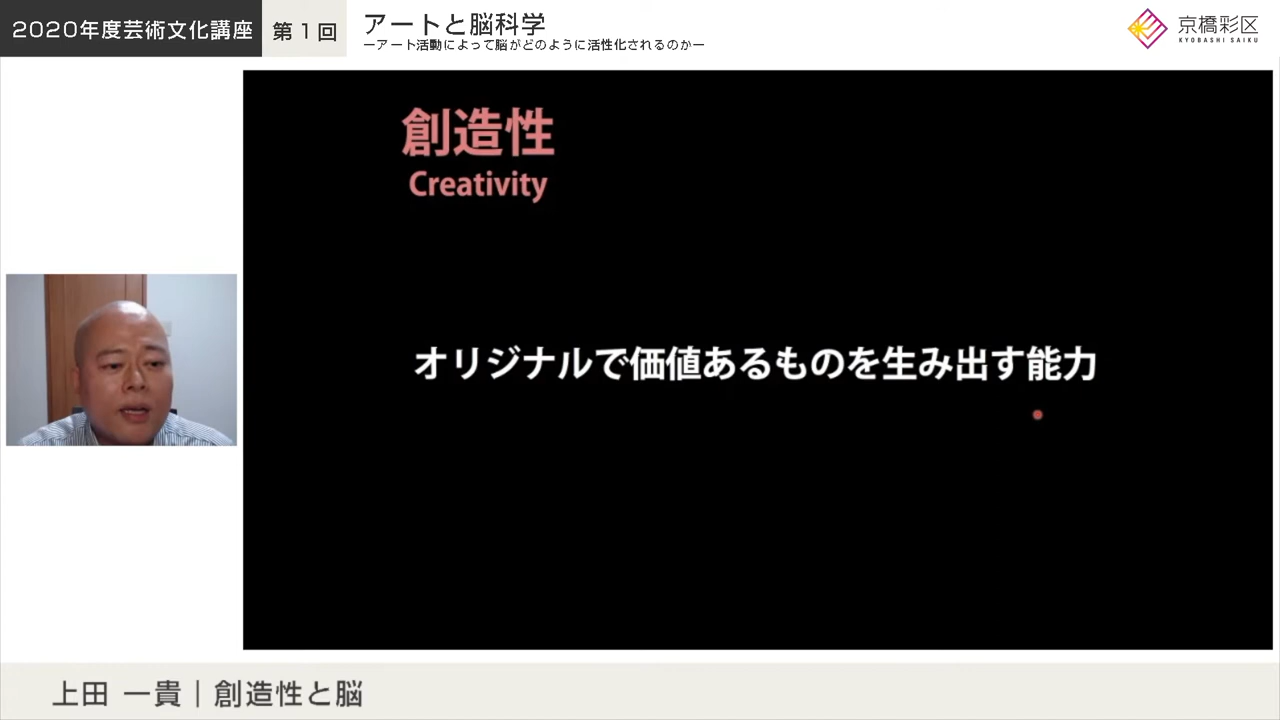 2020年度芸術文化講座
第1回
アートと脳科学
ーアート活動によって脳がどのように活性化されるのかー
京橋彩区
KYOBASHI SAIKU
創造性
Creativity
オリジナルで価値あるものを生み出す能力
上田 一貴｜創造性と脳